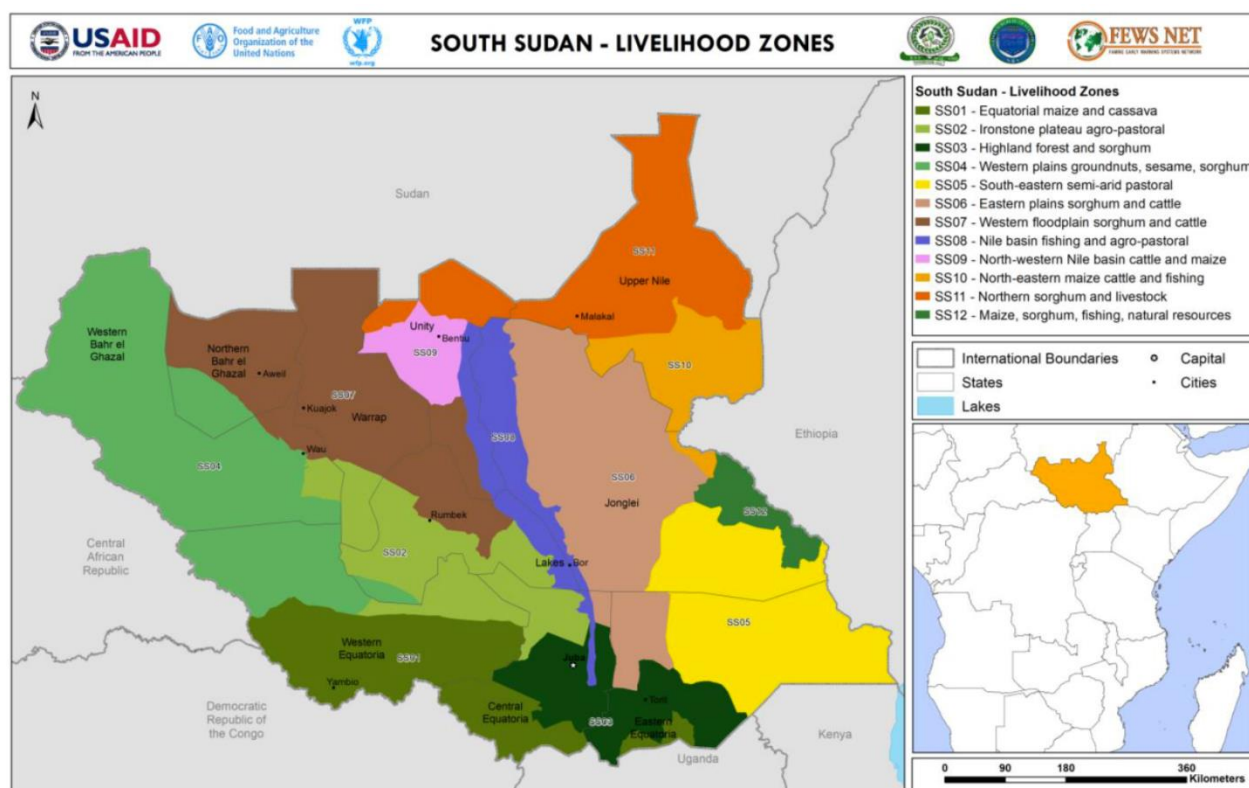 USAID
FROM THE AMERICAN PEOPLE
Food and Agriculture
Organization of the
United Nations
WFP
wfp.org
SOUTH SUDAN - LIVELIHOOD ZONES
FEWS NET
FAMINE EARLY WARNING SYSTEMS NETWORK
N
Sudan
SS11
Upper Nile
Malakal
Western
Bahr el
Ghazal
Northern
Bahr el
Ghazal
Aweil
Unity
Bentiu
SS09
SS10
SS07
Kuajok
Warrap
SS08
Ethiopia
Wau
SS04
SS06
Jonglei
Rumbek
SS12
Central
African
Republic
SS02
Lakes
Bor
SS05
Western
Equatoria
SS01
Juba
Yambio
Democratic
Republic of
the Congo
Central
Equatoria
SS03
Torit
Eastern
Equatoria
Uganda
Kenya
South Sudan - Livelihood Zones
SS01 - Equatorial maize and cassava
SS02 - Ironstone plateau agro-pastoral
SS03 - Highland forest and sorghum
SS04 - Western plains groundnuts, sesame, sorghum
SS05 - South-eastern semi-arid pastoral
SS06 - Eastern plains sorghum and cattle
SS07 - Western floodplain sorghum and cattle
SS08 - Nile basin fishing and agro-pastoral
SS09 - North-western Nile basin cattle and maize
SS10 - North-eastern maize cattle and fishing
SS11 - Northern sorghum and livestock
SS12 - Maize, sorghum, fishing, natural resources
International Boundaries
Capital
States
Cities
Lakes
0 90 180 360
Kilometers